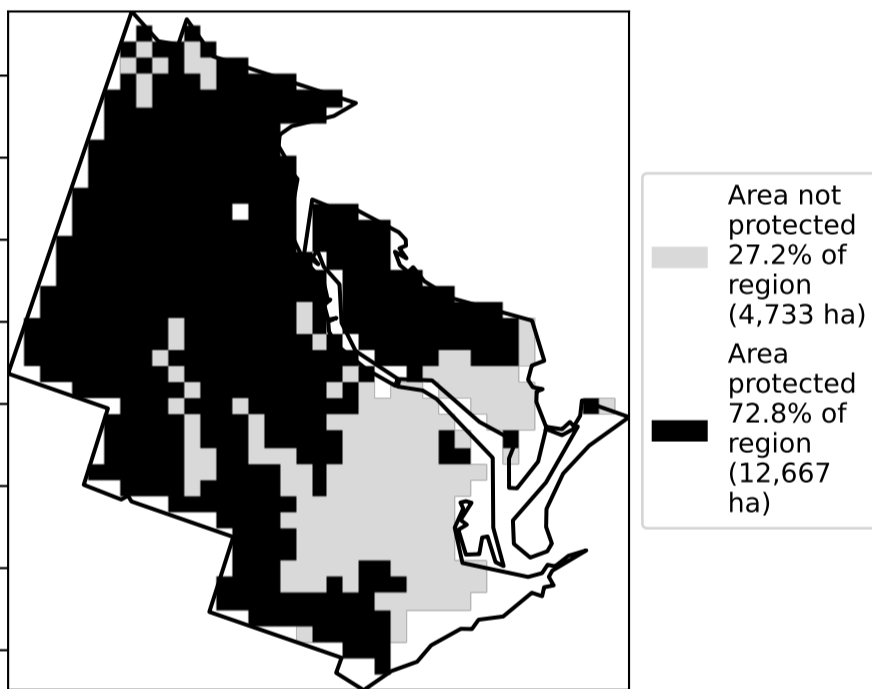 Area not
protected
27.2% of
region
(4,733 ha)
Area
protected
72.8% of
region
(12,667
ha)